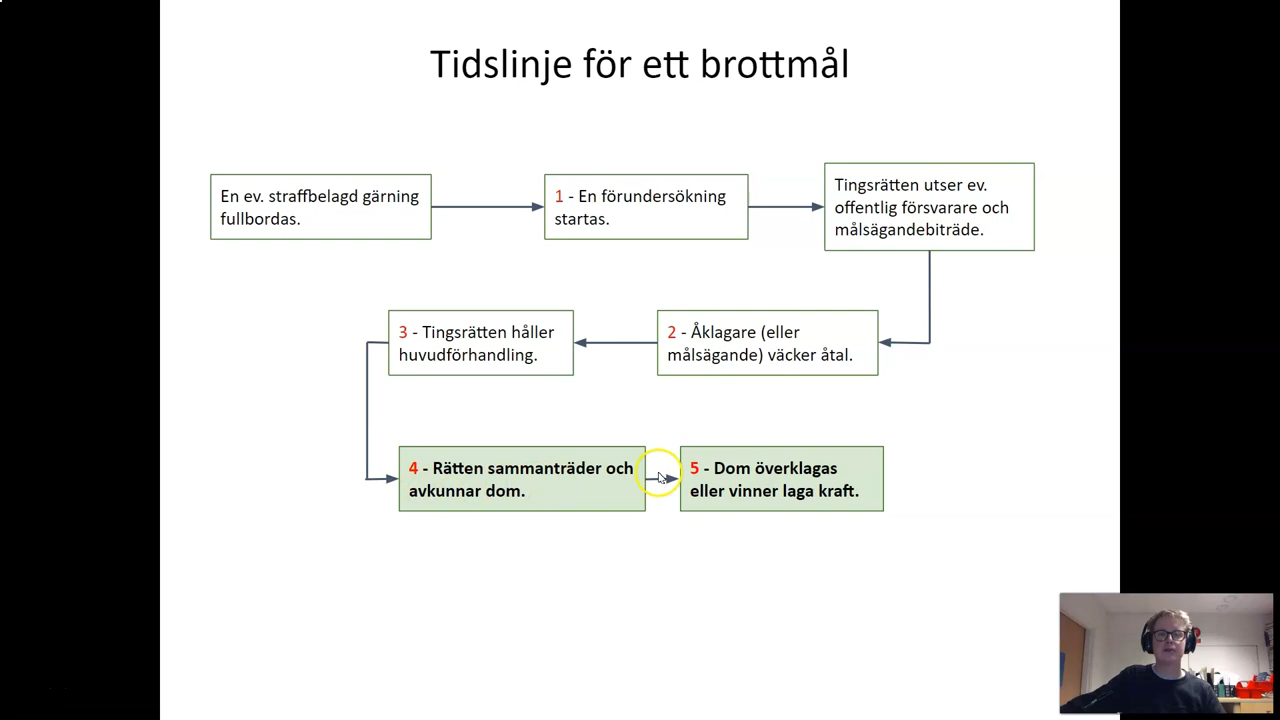 Tidslinje för ett brottmål
En ev. straffbelagd gärning
fullbordas.
1 - En förundersökning
startas.
Tingsrätten utser ev.
offentlig försvarare och
målsägandebiträde.
3 - Tingsrätten håller
huvudförhandling.
2 - Åklagare (eller
målsägande) väcker åtal.
4 - Rätten sammanträder och
avkunnar dom.
5 - Dom överklagas
eller vinner laga kraft.